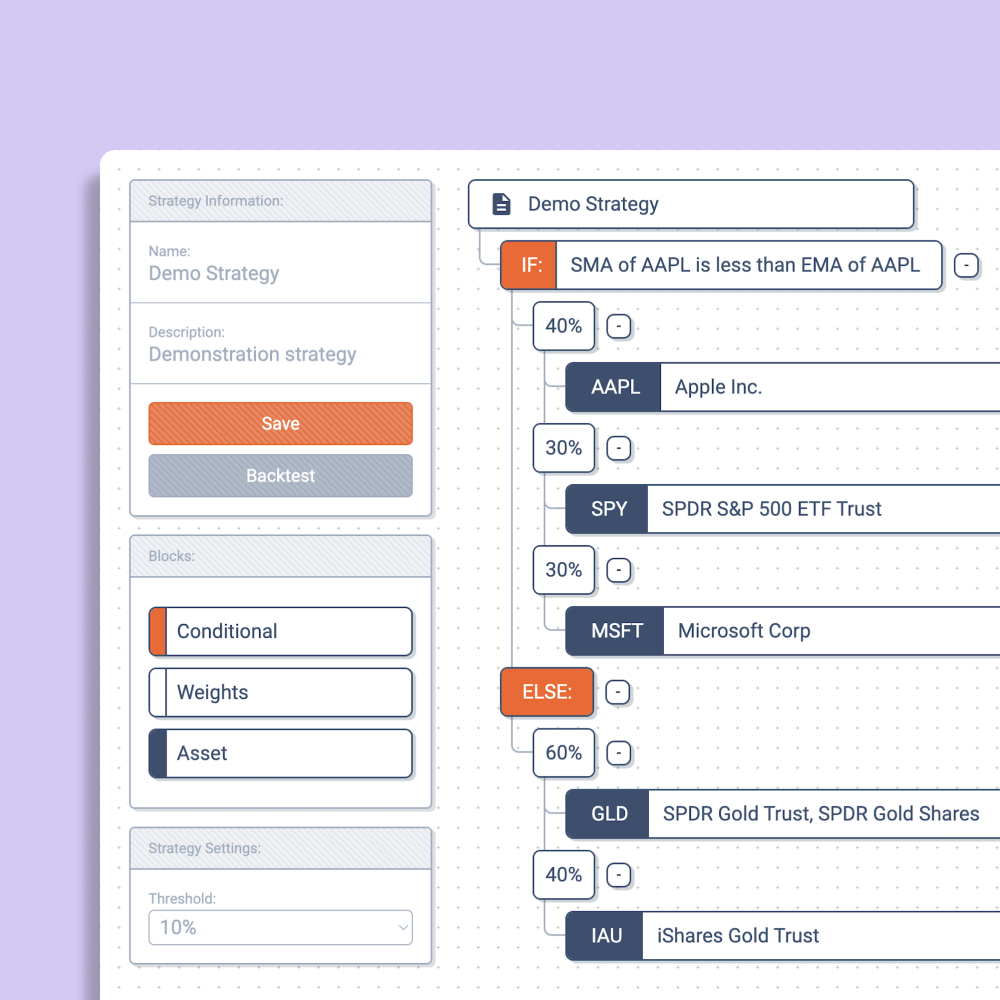 Strategy Information:
Name:
Demo Strategy
Description:
Demonstration strategy
Save
Backtest
Blocks:
Conditional
Weights
Asset
Strategy Settings:
Threshold:
10%
Demo Strategy
IF: SMA of AAPL is less than EMA of AAPL -
40% -
AAPL Apple Inc.
30% -
SPY SPDR S&P 500 ETF Trust
30% -
MSFT Microsoft Corp
ELSE: -
60% -
GLD SPDR Gold Trust, SPDR Gold Shares
40% -
IAU iShares Gold Trust